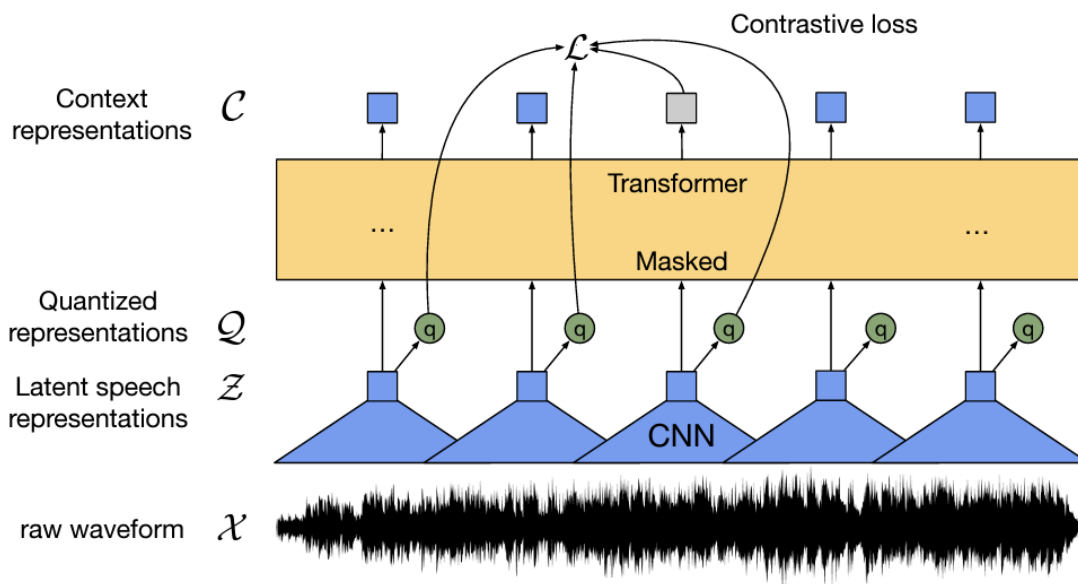 Contrastive loss
ℒ
Context
representations 𝒞
Transformer
... ...
Masked
Quantized
representations 𝒬
q q q q q
Latent speech
representations 𝒵
CNN
raw waveform 𝒳